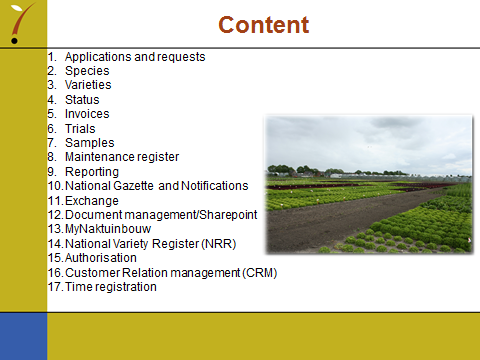 Content
1. Applications and requests
2. Species
3. Varieties
4. Status
5. Invoices
6. Trials
7. Samples
8. Maintenance register
9. Reporting
10. National Gazette and Notifications
11. Exchange
12. Document management/Sharepoint
13. MyNaktuinbouw
14. National Variety Register (NRR)
15. Authorisation
16. Customer Relation management (CRM)
17. Time registration